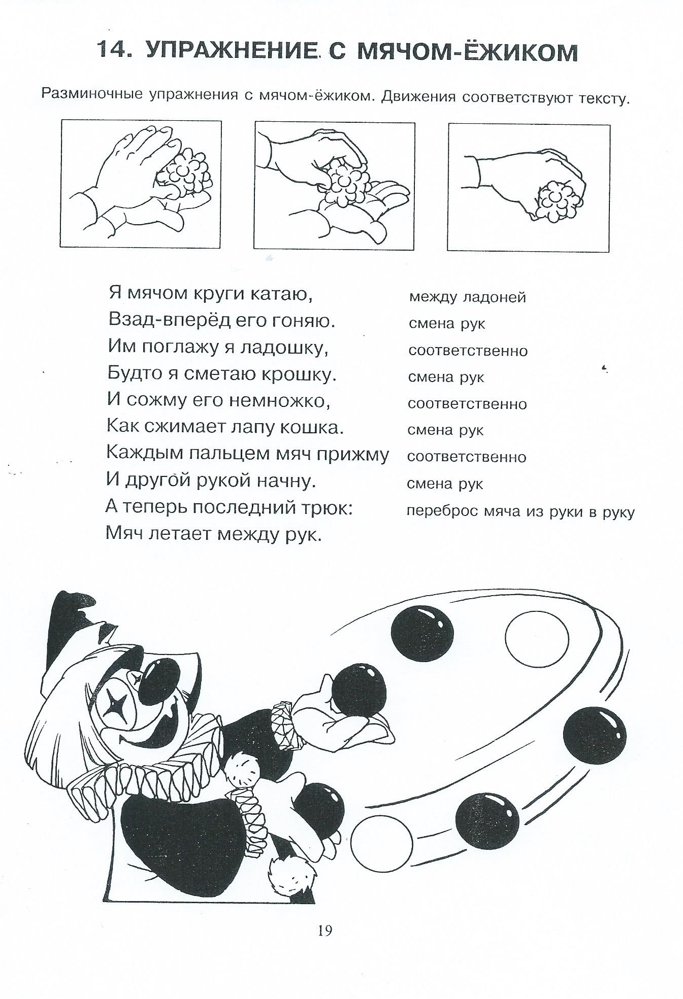 14. УПРАЖНЕНИЕ С МЯЧОМ-ЁЖИКОМ
Разминочные упражнения с мячом-ёжиком. Движения соответствуют тексту.
Я мячом круги катаю, между ладоней
Взад-вперёд его гоняю. смена рук
Им поглажу я ладошку, соответственно
Будто я сметаю крошку. смена рук
И сожму его немножко, соответственно
Как сжимает лапу кошка. смена рук
Каждым пальцем мяч прижму соответственно
И другой рукой начну. смена рук
А теперь последний трюк: переброс мяча из руки в руку
Мяч летает между рук.
19